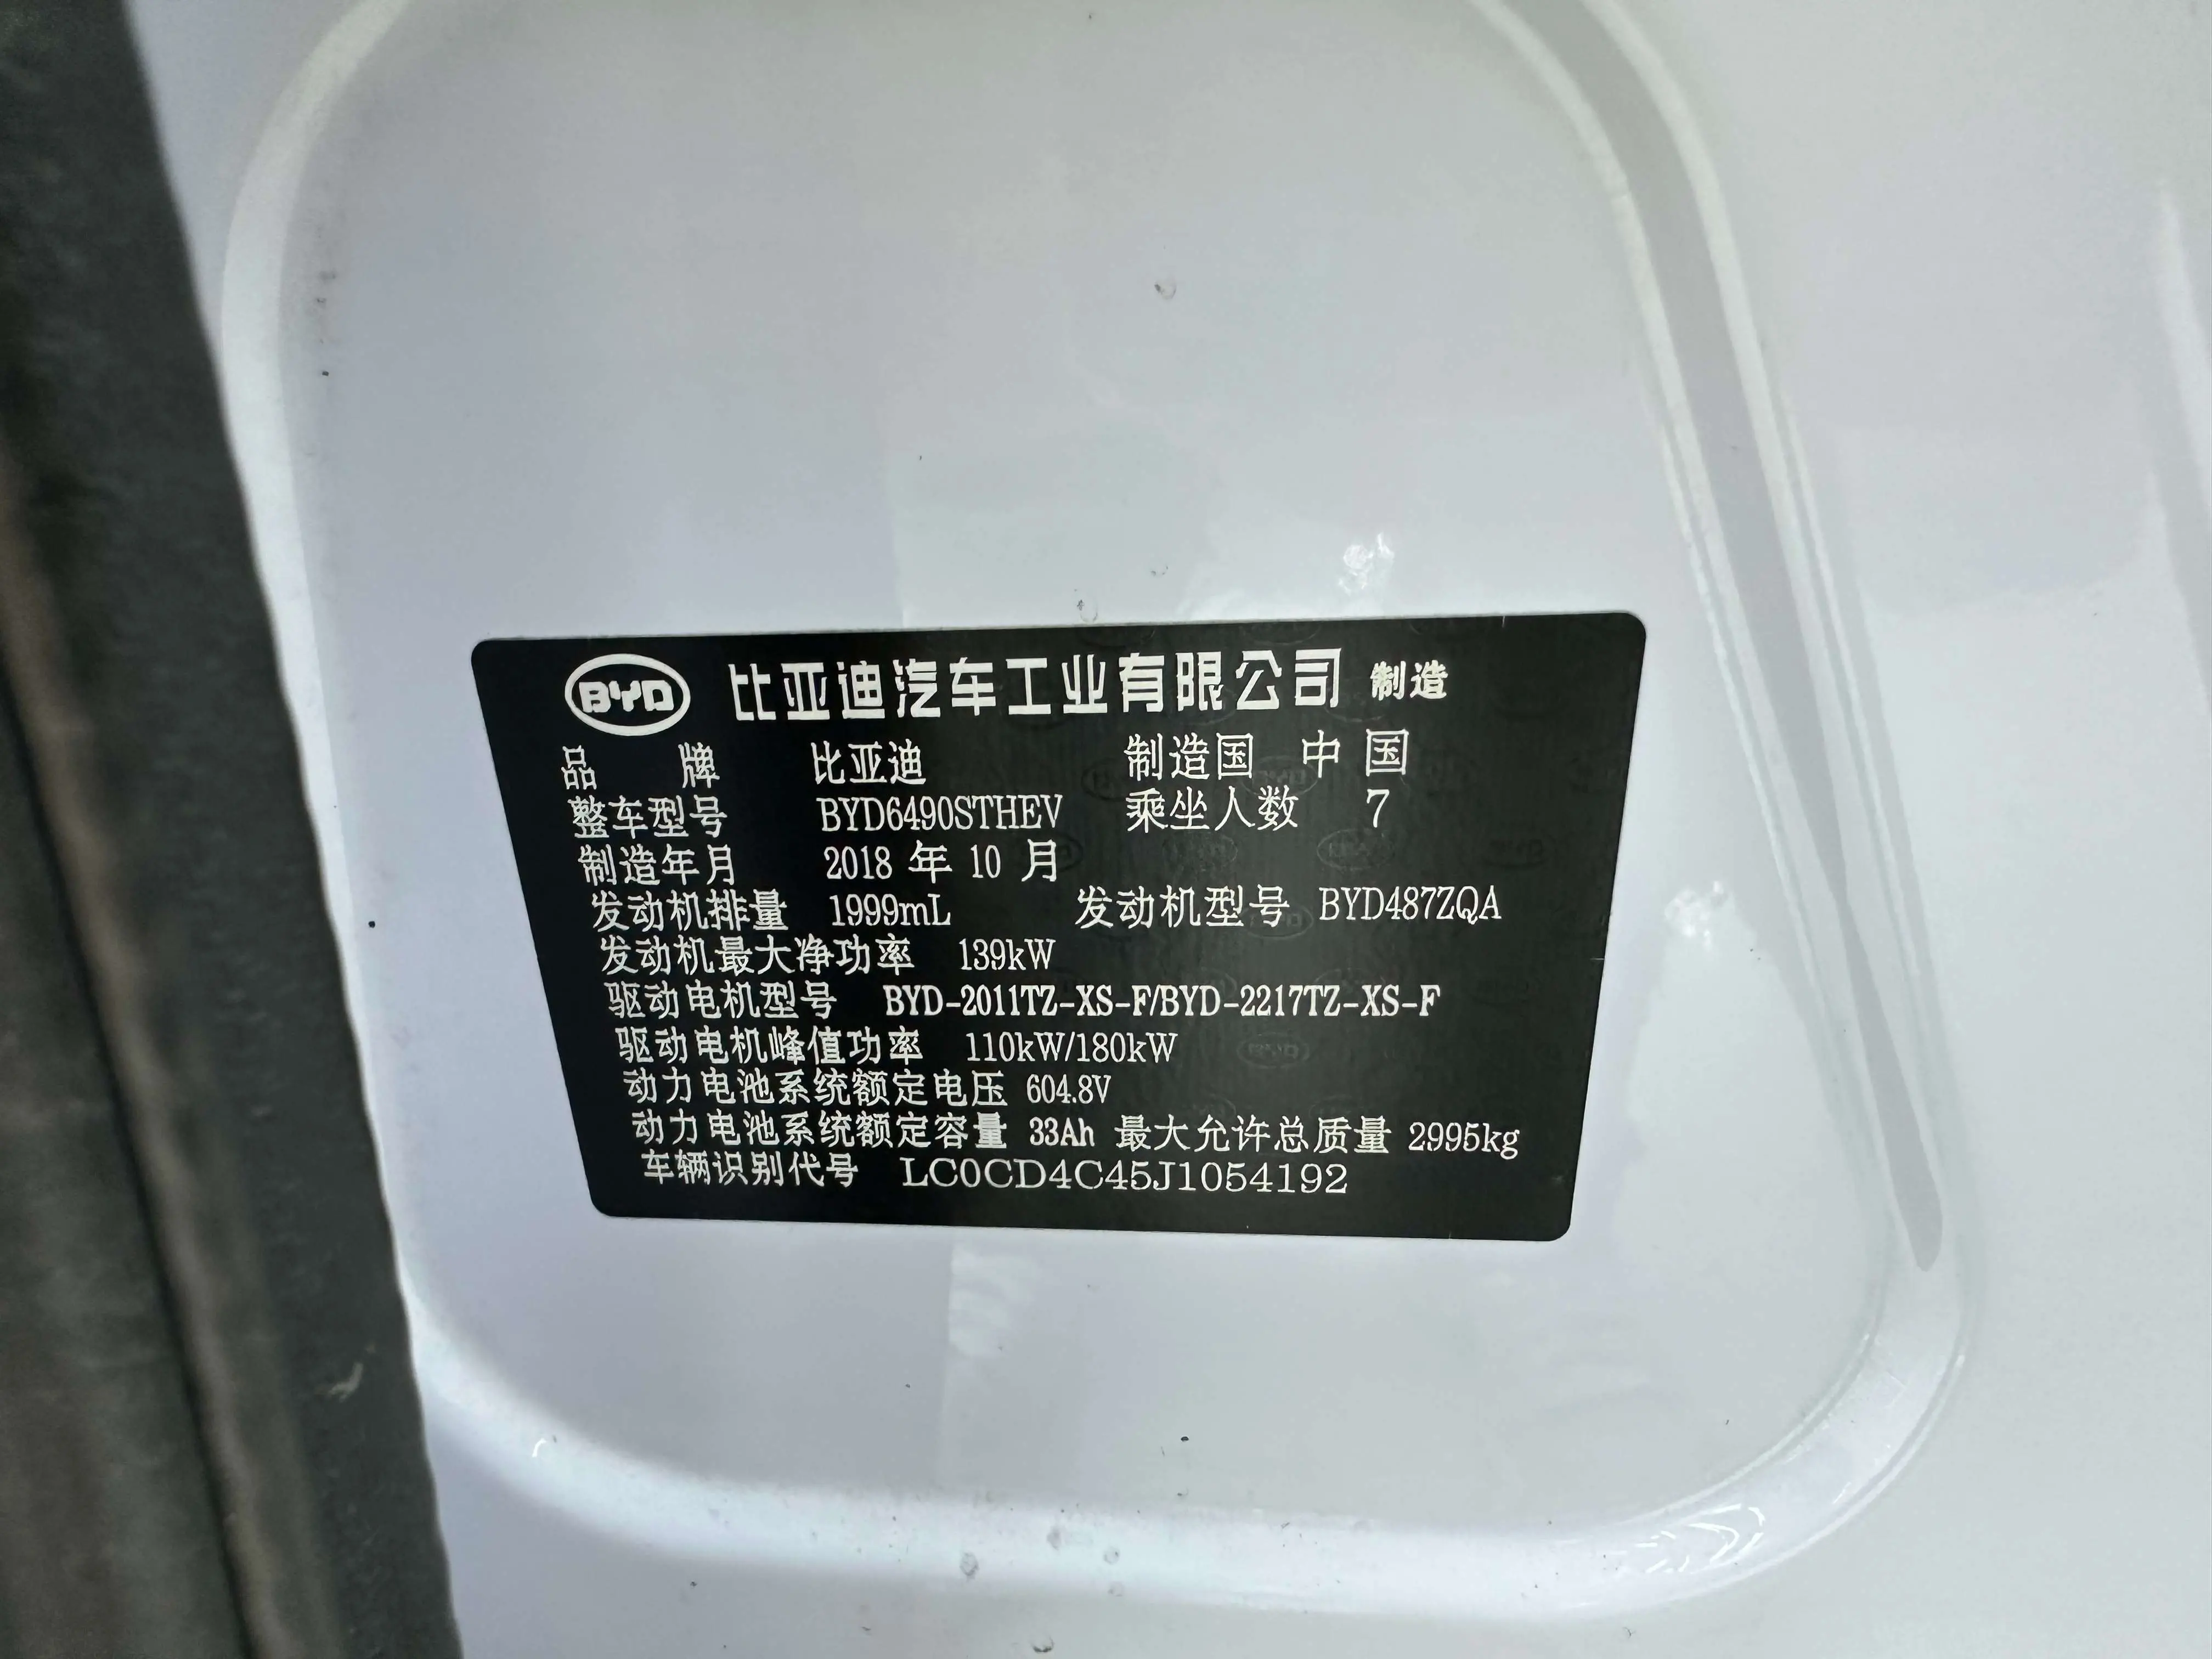 BYD 比亚迪汽车工业有限公司 制造
品 牌 比亚迪 制造国 中 国
整车型号 BYD6490STHEV 乘坐人数 7
制造年月 2018 年 10 月
发动机排量 1999mL 发动机型号 BYD487ZQA
发动机最大净功率 139kW
驱动电机型号 BYD-2011TZ-XS-F/BYD-2217TZ-XS-F
驱动电机峰值功率 110kW/180kW
动力电池系统额定电压 604.8V
动力电池系统额定容量 33Ah 最大允许总质量 2995kg
车辆识别代号 LC0CD4C45J1054192